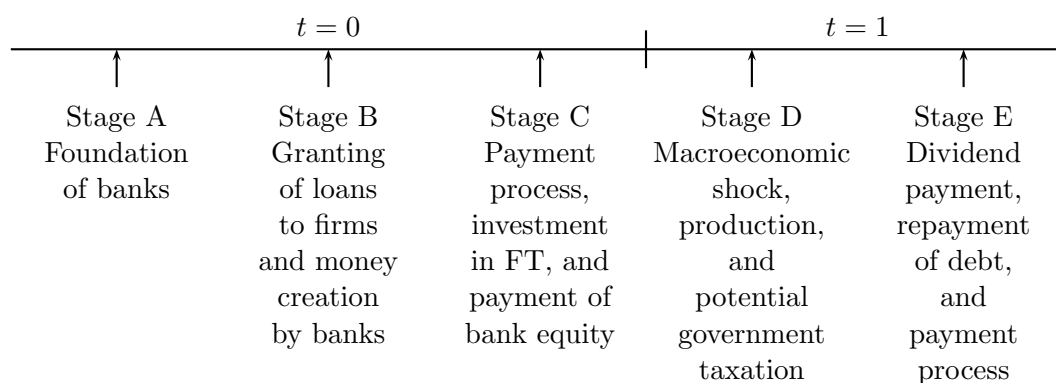 t = 0
t = 1
Stage A
Foundation
of banks
Stage B
Granting
of loans
to firms
and money
creation
by banks
Stage C
Payment
process,
investment
in FT, and
payment of
bank equity
Stage D
Macroeconomic
shock,
production,
and
potential
government
taxation
Stage E
Dividend
payment,
repayment
of debt,
and
payment
process